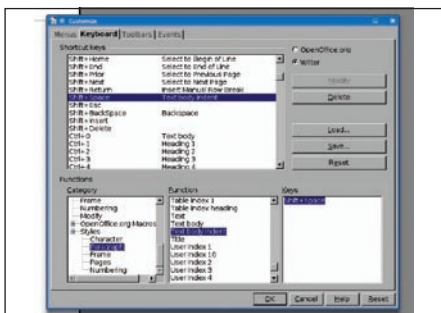 Customize
Menus Keyboard Toolbars Events
Shortcut keys
Shift+Home Select to Begin of Line
Shift+End Select to End of Line
Shift+Prior Select to Previous Page
Shift+Next Select to Next Page
Shift+Return Insert Manual Row Break
Shift+Space Text body indent
Shift+Esc
Shift+BackSpace Backspace
Shift+Insert
Shift+Delete
Ctrl+0 Text body
Ctrl+1 Heading 1
Ctrl+2 Heading 2
Ctrl+3 Heading 3
Ctrl+4 Heading 4
OpenOffice.org
Writer
Modify
Delete
Load...
Save...
Reset
Functions
Category
Frame
Numbering
Modify
OpenOffice.org Macros
Styles
Character
Paragraph
Frame
Pages
Numbering
Function
Table index 1
Table index heading
Text
Text body
Text body indent
Title
User Index 1
User Index 10
User Index 2
User Index 3
User Index 4
Keys
Shift+Space
OK Cancel Help Reset